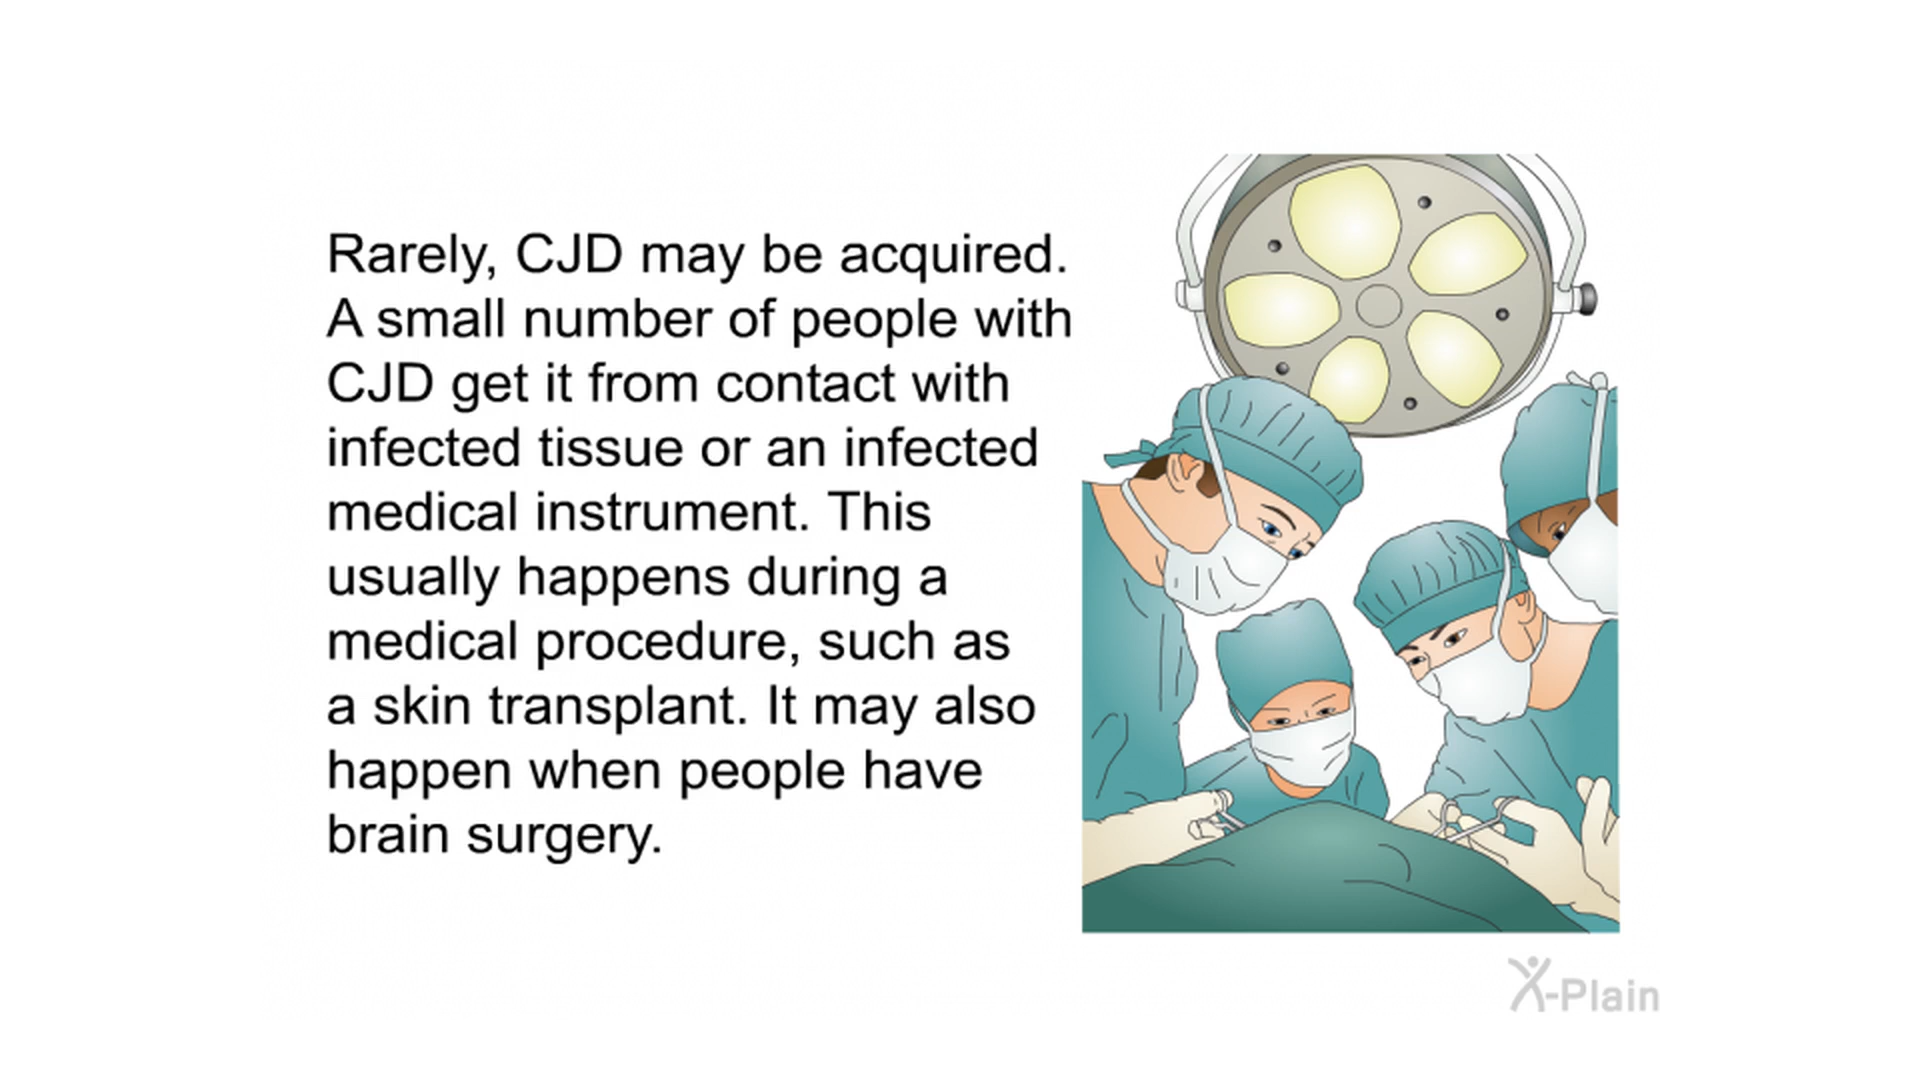 Rarely, CJD may be acquired.
A small number of people with
CJD get it from contact with
infected tissue or an infected
medical instrument. This
usually happens during a
medical procedure, such as
a skin transplant. It may also
happen when people have
brain surgery.
X-Plain